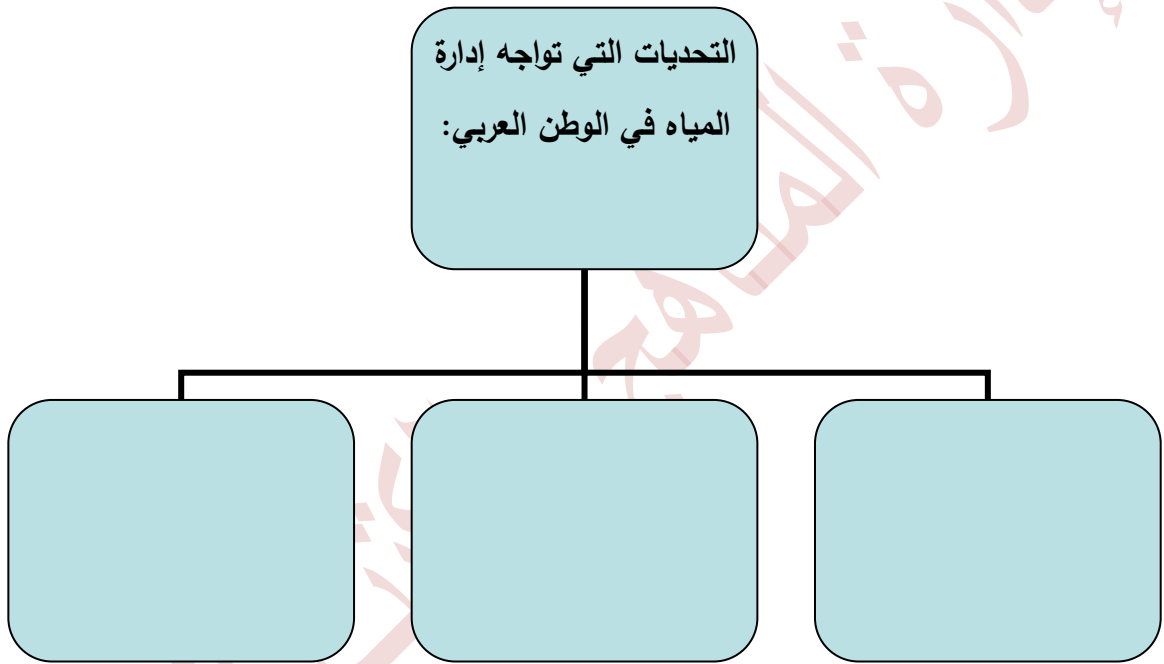 التحديات التي تواجه إدارة
المياه في الوطن العربي: